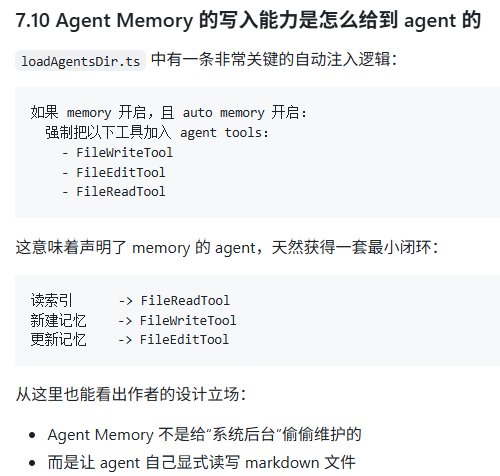 7.10 Agent Memory 的写入能力是怎么给到 agent 的
loadAgentsDir.ts 中有一条非常关键的自动注入逻辑：
如果 memory 开启，且 auto memory 开启：
强制把以下工具加入 agent tools：
- FileWriteTool
- FileEditTool
- FileReadTool
这意味着声明了 memory 的 agent，天然获得一套最小闭环：
读索引 -> FileReadTool
新建记忆 -> FileWriteTool
更新记忆 -> FileEditTool
从这里也能看出作者的设计立场：
• Agent Memory 不是给“系统后台”偷偷维护的
• 而是让 agent 自己显式读写 markdown 文件